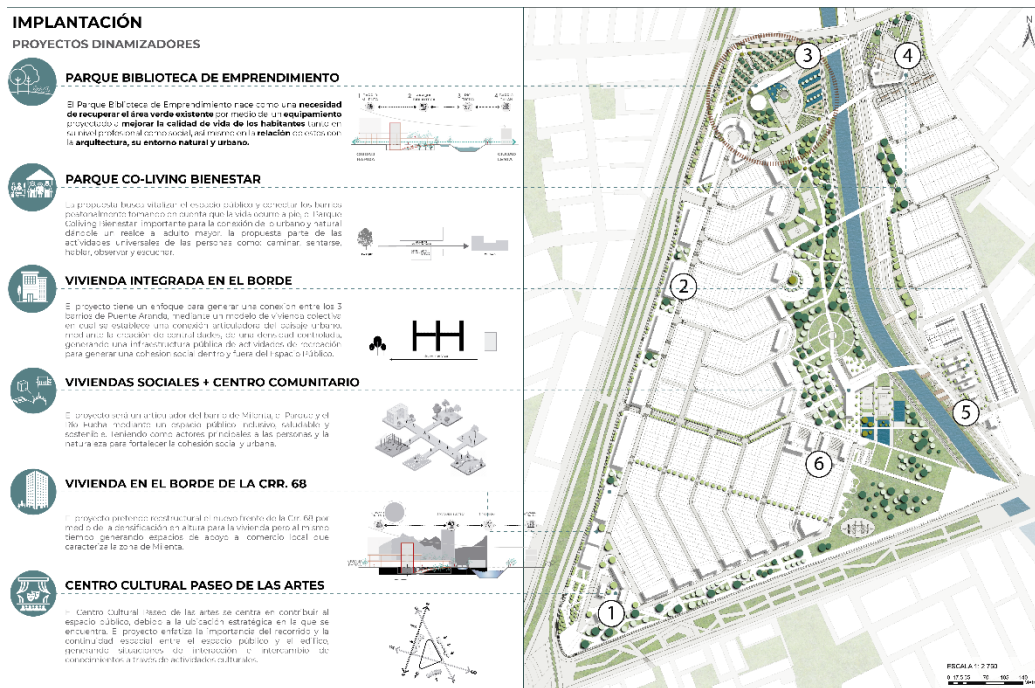 IMPLANTACIÓN
PROYECTOS DINAMIZADORES
PARQUE BIBLIOTECA DE EMPRENDIMIENTO
El Parque Biblioteca de Emprendimiento nace como una necesidad
de recuperar el área verde existente por medio de un equipamiento
proyectado a mejorar la calidad de vida de los habitantes tanto en
su nivel profesional como social, así mismo en la relación de estos con
la arquitectura, su entorno natural y urbano.
PARQUE CO-LIVING BIENESTAR
La propuesta busca vitalizar el espacio público y conectar los barrios
peatonalmente tomando en cuenta que la vida ocurre a pie, el Parque
Coliving Bienestar importante para la conexión de lo urbano y natural
dándole un realce al adulto mayor, la propuesta parte de las
actividades universales de las personas como: caminar, sentarse,
hablar, observar y escuchar.
VIVIENDA INTEGRADA EN EL BORDE
El proyecto tiene un enfoque para generar una conexión entre los 3
barrios de Puente Aranda, mediante un modelo de vivienda colectiva
en cual se establece una conexión articuladora del paisaje urbano,
mediante la creación de centralidades, de una densidad controlada,
generando una infraestructura pública de actividades de recreación
para generar una cohesión social dentro y fuera del Espacio Público.
VIVIENDAS SOCIALES + CENTRO COMUNITARIO
El proyecto será un articulador del barrio de Milenta, el Parque y el
Río Fucha mediante un espacio público inclusivo, saludable y
sostenible. Teniendo como actores principales a las personas y la
naturaleza para fortalecer la cohesión social y urbana.
VIVIENDA EN EL BORDE DE LA CRR. 68
El proyecto pretende reestructurar el nuevo frente de la Crr. 68 por
medio de la densificación en altura para la vivienda pero al mismo
tiempo generando espacios de apoyo al comercio local que
caracteriza la zona de Milenta.
CENTRO CULTURAL PASEO DE LAS ARTES
El Centro Cultural Paseo de las artes se centra en contribuir al
espacio público, debido a la ubicación estratégica en la que se
encuentra. El proyecto enfatiza la importancia del recorrido y la
continuidad espacial entre el espacio público y el edificio,
generando situaciones de interacción e intercambio de
conocimientos a través de actividades culturales.
N
3
4
2
5
6
1
ESCALA 1: 2 750
0 17.5 35 70 105 140